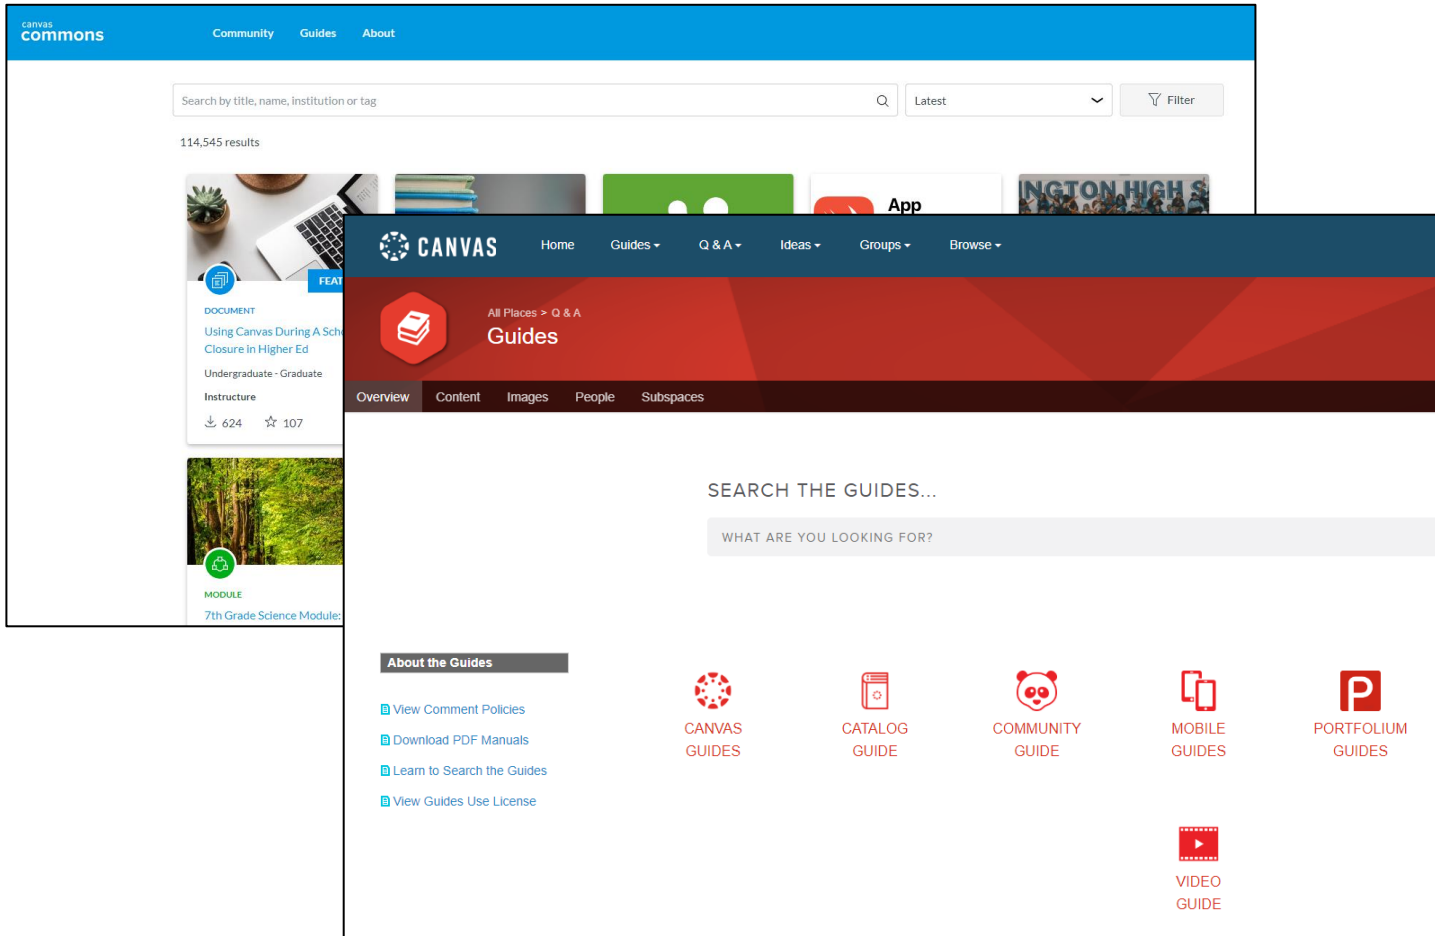 canvas
commons
Community Guides About
Search by title, name, institution or tag
Latest
Filter
114,545 results
App
INGTON HIGH S
FEAT
DOCUMENT
Using Canvas During A Scho
Closure in Higher Ed
Undergraduate - Graduate
Instructure
624 107
MODULE
7th Grade Science Module:
CANVAS
Home Guides Q & A Ideas Groups Browse
All Places > Q & A
Guides
Overview Content Images People Subspaces
SEARCH THE GUIDES...
WHAT ARE YOU LOOKING FOR?
About the Guides
View Comment Policies
Download PDF Manuals
Learn to Search the Guides
View Guides Use License
CANVAS
GUIDES
CATALOG
GUIDE
COMMUNITY
GUIDE
MOBILE
GUIDES
PORTFOLIUM
GUIDES
VIDEO
GUIDE